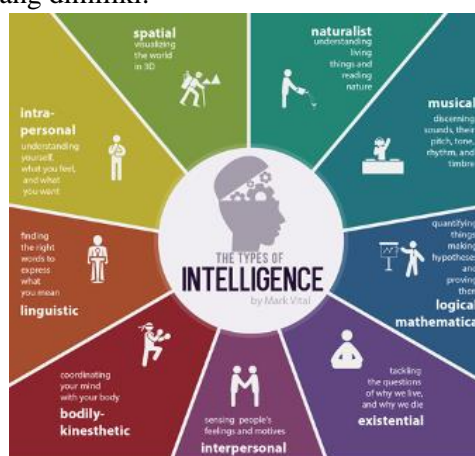 yang dimiliki.
spatial
visualizing
the world
in 3D
naturalist
understanding
living
things and
reading
nature
musical
discerning
sounds, their
pitch, tone,
rhythm, and
timbre
quantifying
things,
making
hypotheses
and
proving
them
logical
mathematical
tackling
the questions
of why we live,
and why we die
existential
sensing people's
feelings and motives
interpersonal
coordinating
your mind
with your body
bodily-
kinesthetic
finding
the right
words to
express
what
you mean
linguistic
intra-
personal
understanding
yourself,
what you feel,
and what
you want
THE TYPES OF
INTELLIGENCE
by Mark Vital